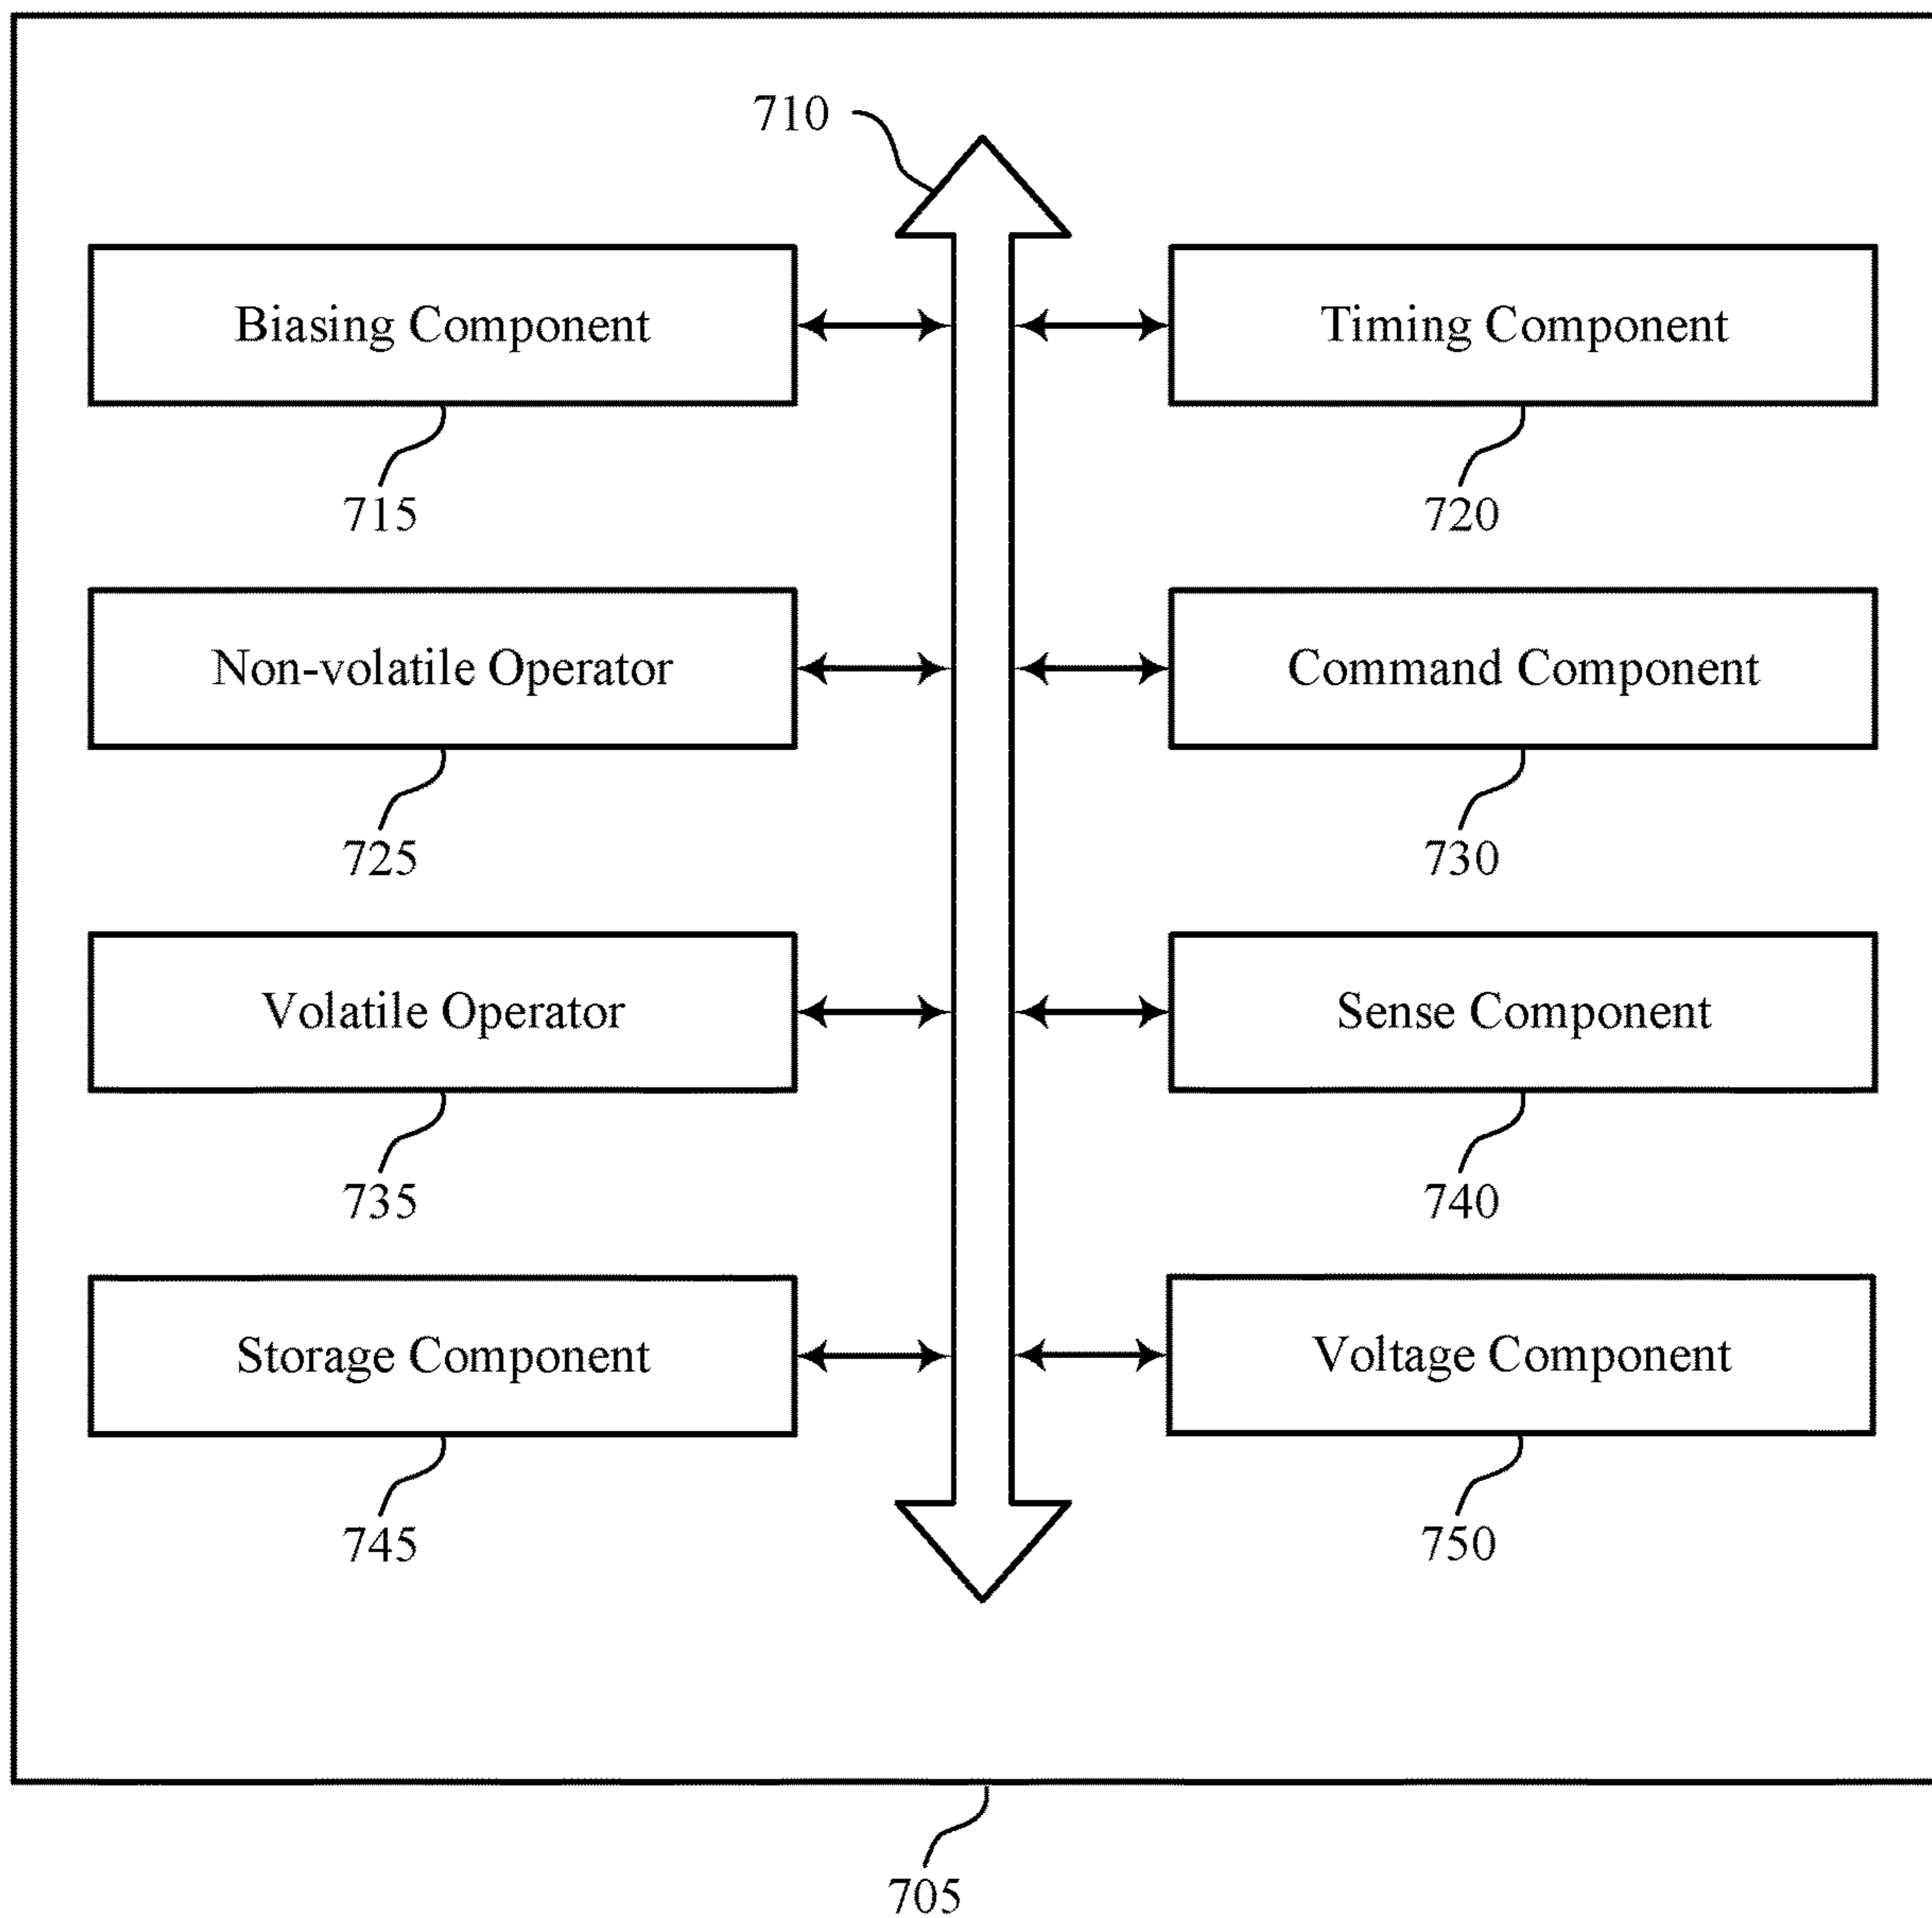 710
Biasing Component
Timing Component
715
720
Non-volatile Operator
Command Component
725
730
Volatile Operator
Sense Component
735
740
Storage Component
Voltage Component
745
750
705